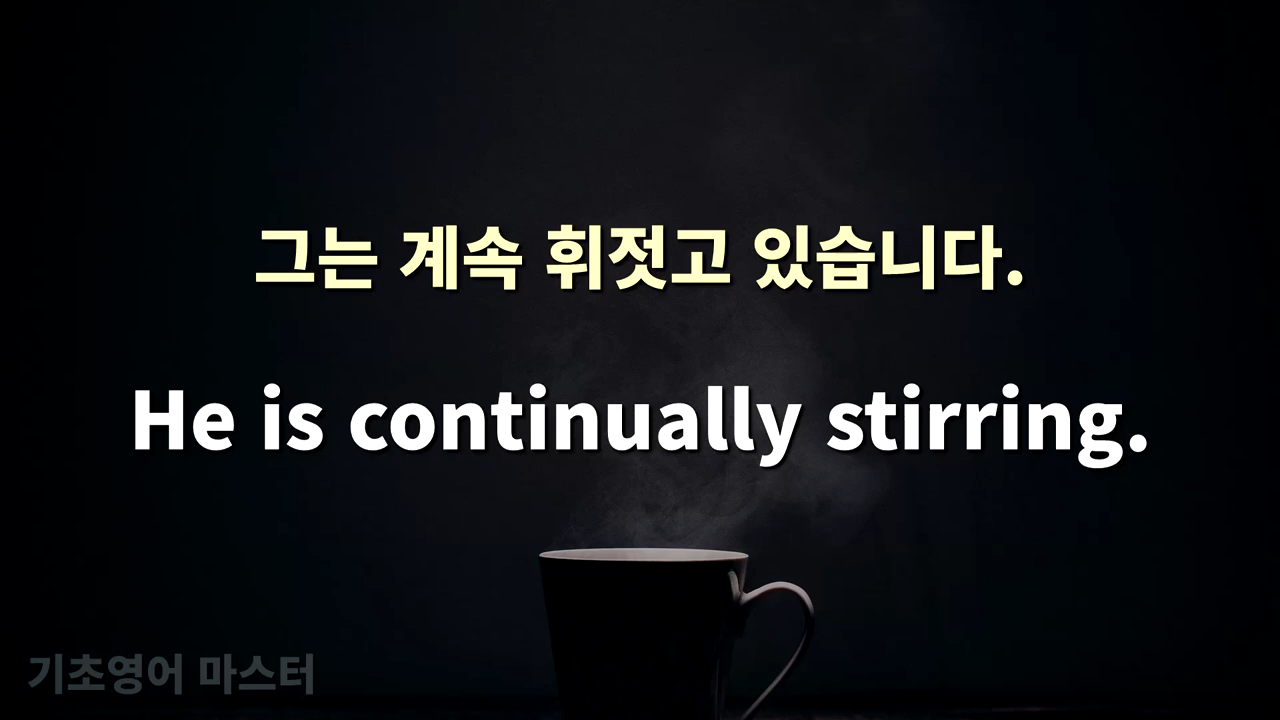 그는 계속 휘젓고 있습니다.
He is continually stirring.
기초영어 마스터